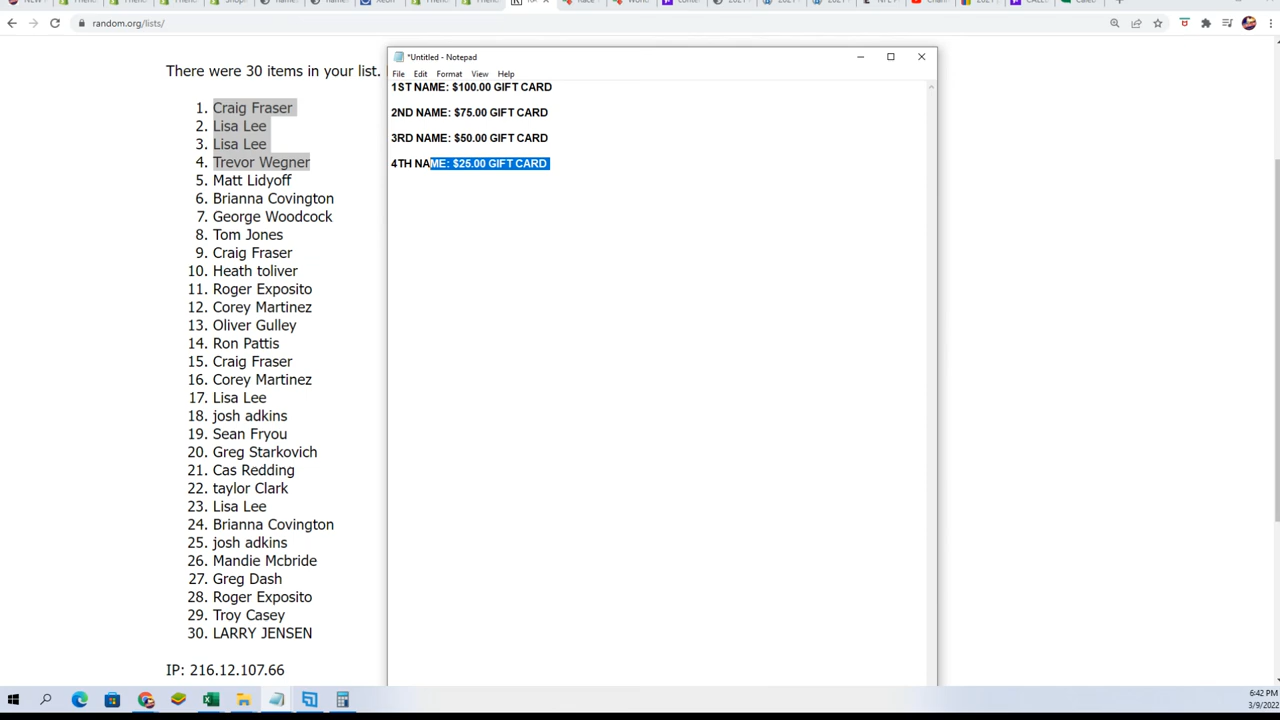 random.org/lists/
*Untitled - Notepad
File Edit Format View Help
There were 30 items in your list.
1. Craig Fraser
2. Lisa Lee
3. Lisa Lee
4. Trevor Wegner
5. Matt Lidyoff
6. Brianna Covington
7. George Woodcock
8. Tom Jones
9. Craig Fraser
10. Heath toliver
11. Roger Exposito
12. Corey Martinez
13. Oliver Gulley
14. Ron Pattis
15. Craig Fraser
16. Corey Martinez
17. Lisa Lee
18. josh adkins
19. Sean Fryou
20. Greg Starkovich
21. Cas Redding
22. taylor Clark
23. Lisa Lee
24. Brianna Covington
25. josh adkins
26. Mandie Mcbride
27. Greg Dash
28. Roger Exposito
29. Troy Casey
30. LARRY JENSEN
IP: 216.12.107.66
1ST NAME: $100.00 GIFT CARD
2ND NAME: $75.00 GIFT CARD
3RD NAME: $50.00 GIFT CARD
4TH NAME: $25.00 GIFT CARD
6:42 PM
3/9/2022